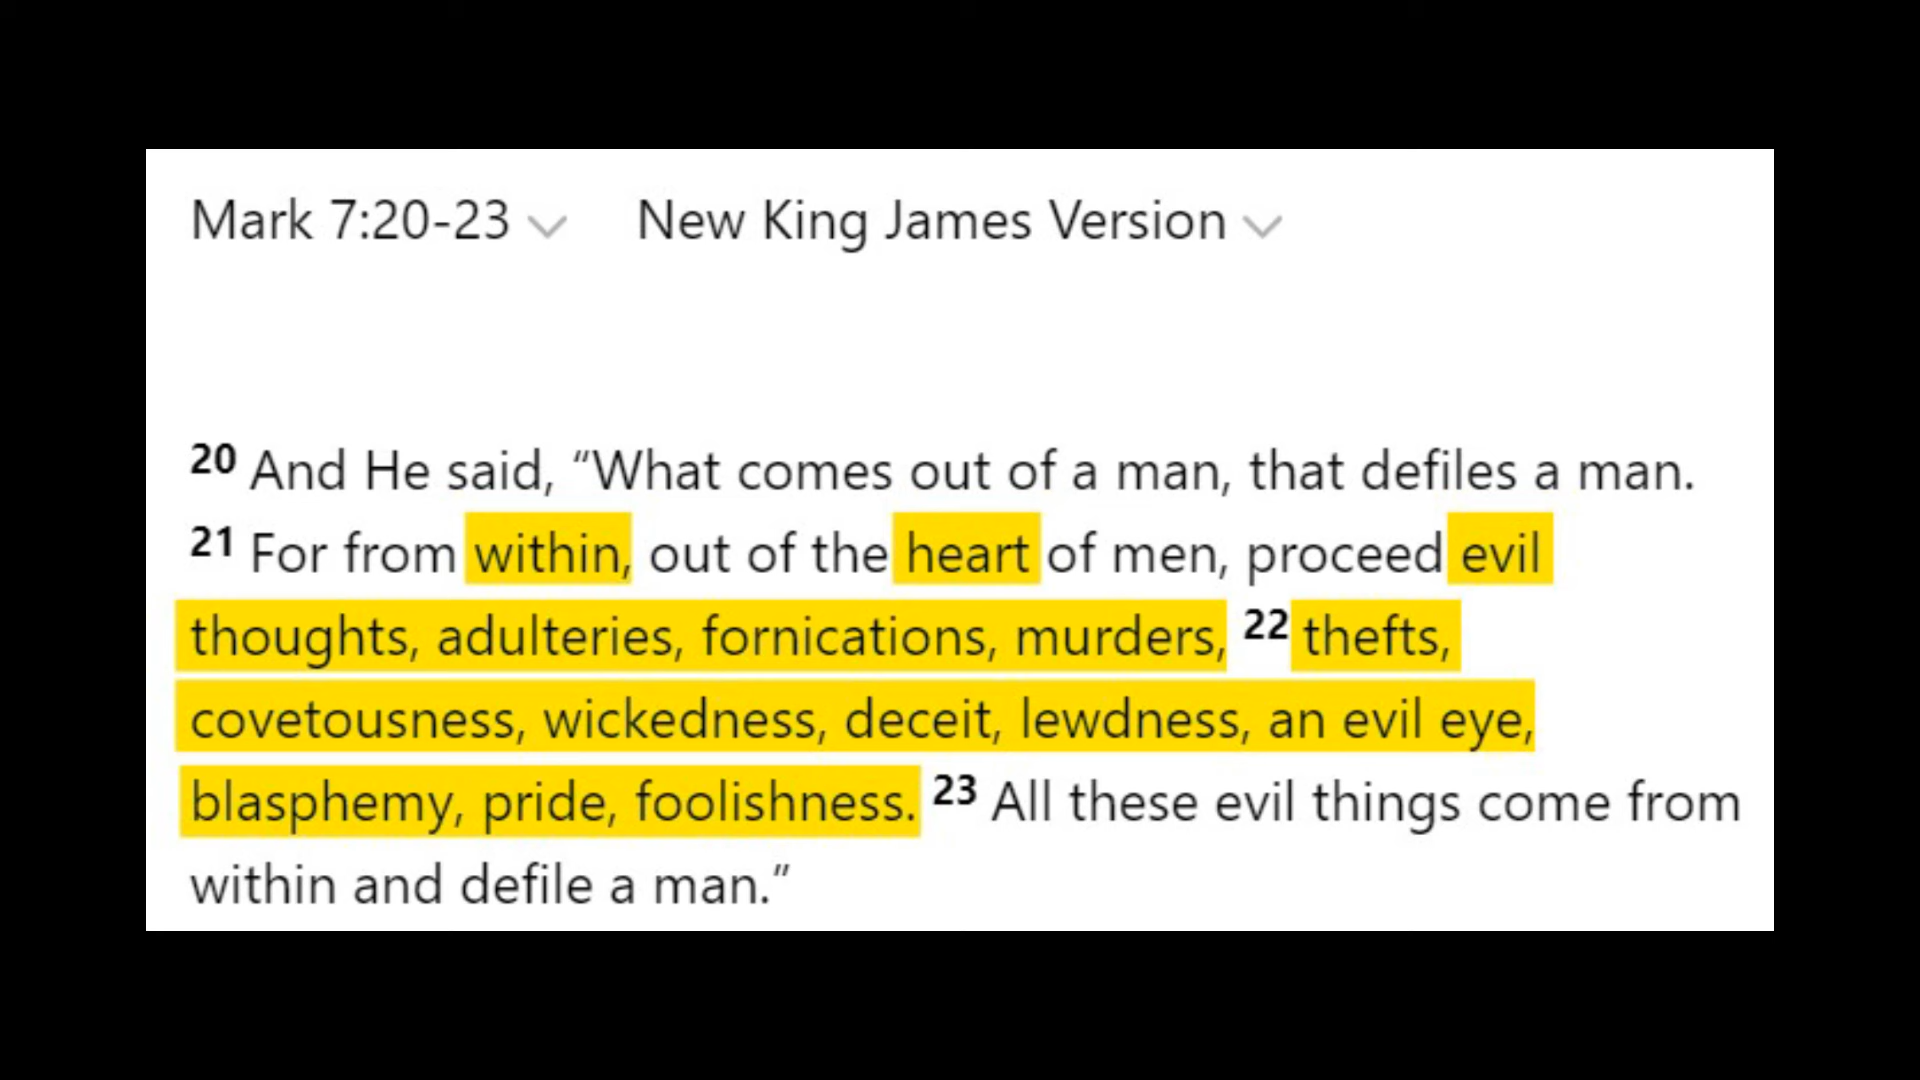 Mark 7:20-23 New King James Version
20 And He said, “What comes out of a man, that defiles a man.
21 For from within, out of the heart of men, proceed evil
thoughts, adulteries, fornications, murders, 22 thefts,
covetousness, wickedness, deceit, lewdness, an evil eye,
blasphemy, pride, foolishness. 23 All these evil things come from
within and defile a man.”